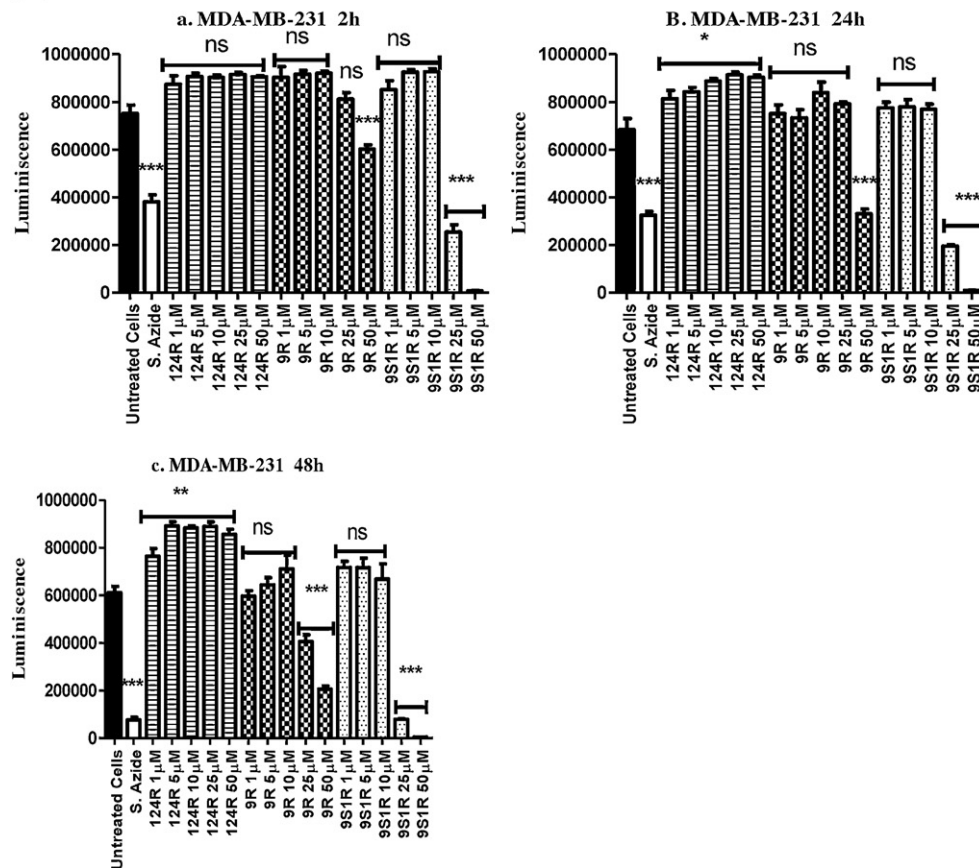 a. MDA-MB-231 2h
Luminiscence
1000000
800000
600000
400000
200000
0
***
ns
ns
ns
***
ns
***
Untreated Cells
S. Azide
124R 1μM
124R 5μM
124R 10μM
124R 25μM
124R 50μM
9R 1μM
9R 5μM
9R 10μM
9R 25μM
9R 50μM
9S1R 1μM
9S1R 5μM
9S1R 10μM
9S1R 25μM
9S1R 50μM
B. MDA-MB-231 24h
Luminiscence
1000000
800000
600000
400000
200000
0
***
*
ns
***
ns
***
Untreated Cells
S. Azide
124R 1μM
124R 5μM
124R 10μM
124R 25μM
124R 50μM
9R 1μM
9R 5μM
9R 10μM
9R 25μM
9R 50μM
9S1R 1μM
9S1R 5μM
9S1R 10μM
9S1R 25μM
9S1R 50μM
c. MDA-MB-231 48h
Luminescence
1000000
800000
600000
400000
200000
0
***
**
ns
***
ns
***
Untreated Cells
S. Azide
124R 1μM
124R 5μM
124R 10μM
124R 25μM
124R 50μM
9R 1μM
9R 5μM
9R 10μM
9R 25μM
9R 50μM
9S1R 1μM
9S1R 5μM
9S1R 10μM
9S1R 25μM
9S1R 50μM